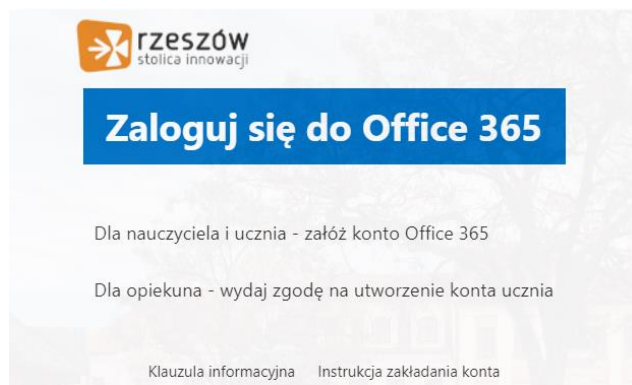 rzeszów
stolica innowacji
Zaloguj się do Office 365
Dla nauczyciela i ucznia - załóż konto Office 365
Dla opiekuna - wydaj zgodę na utworzenie konta ucznia
Klauzula informacyjna Instrukcja zakładania konta